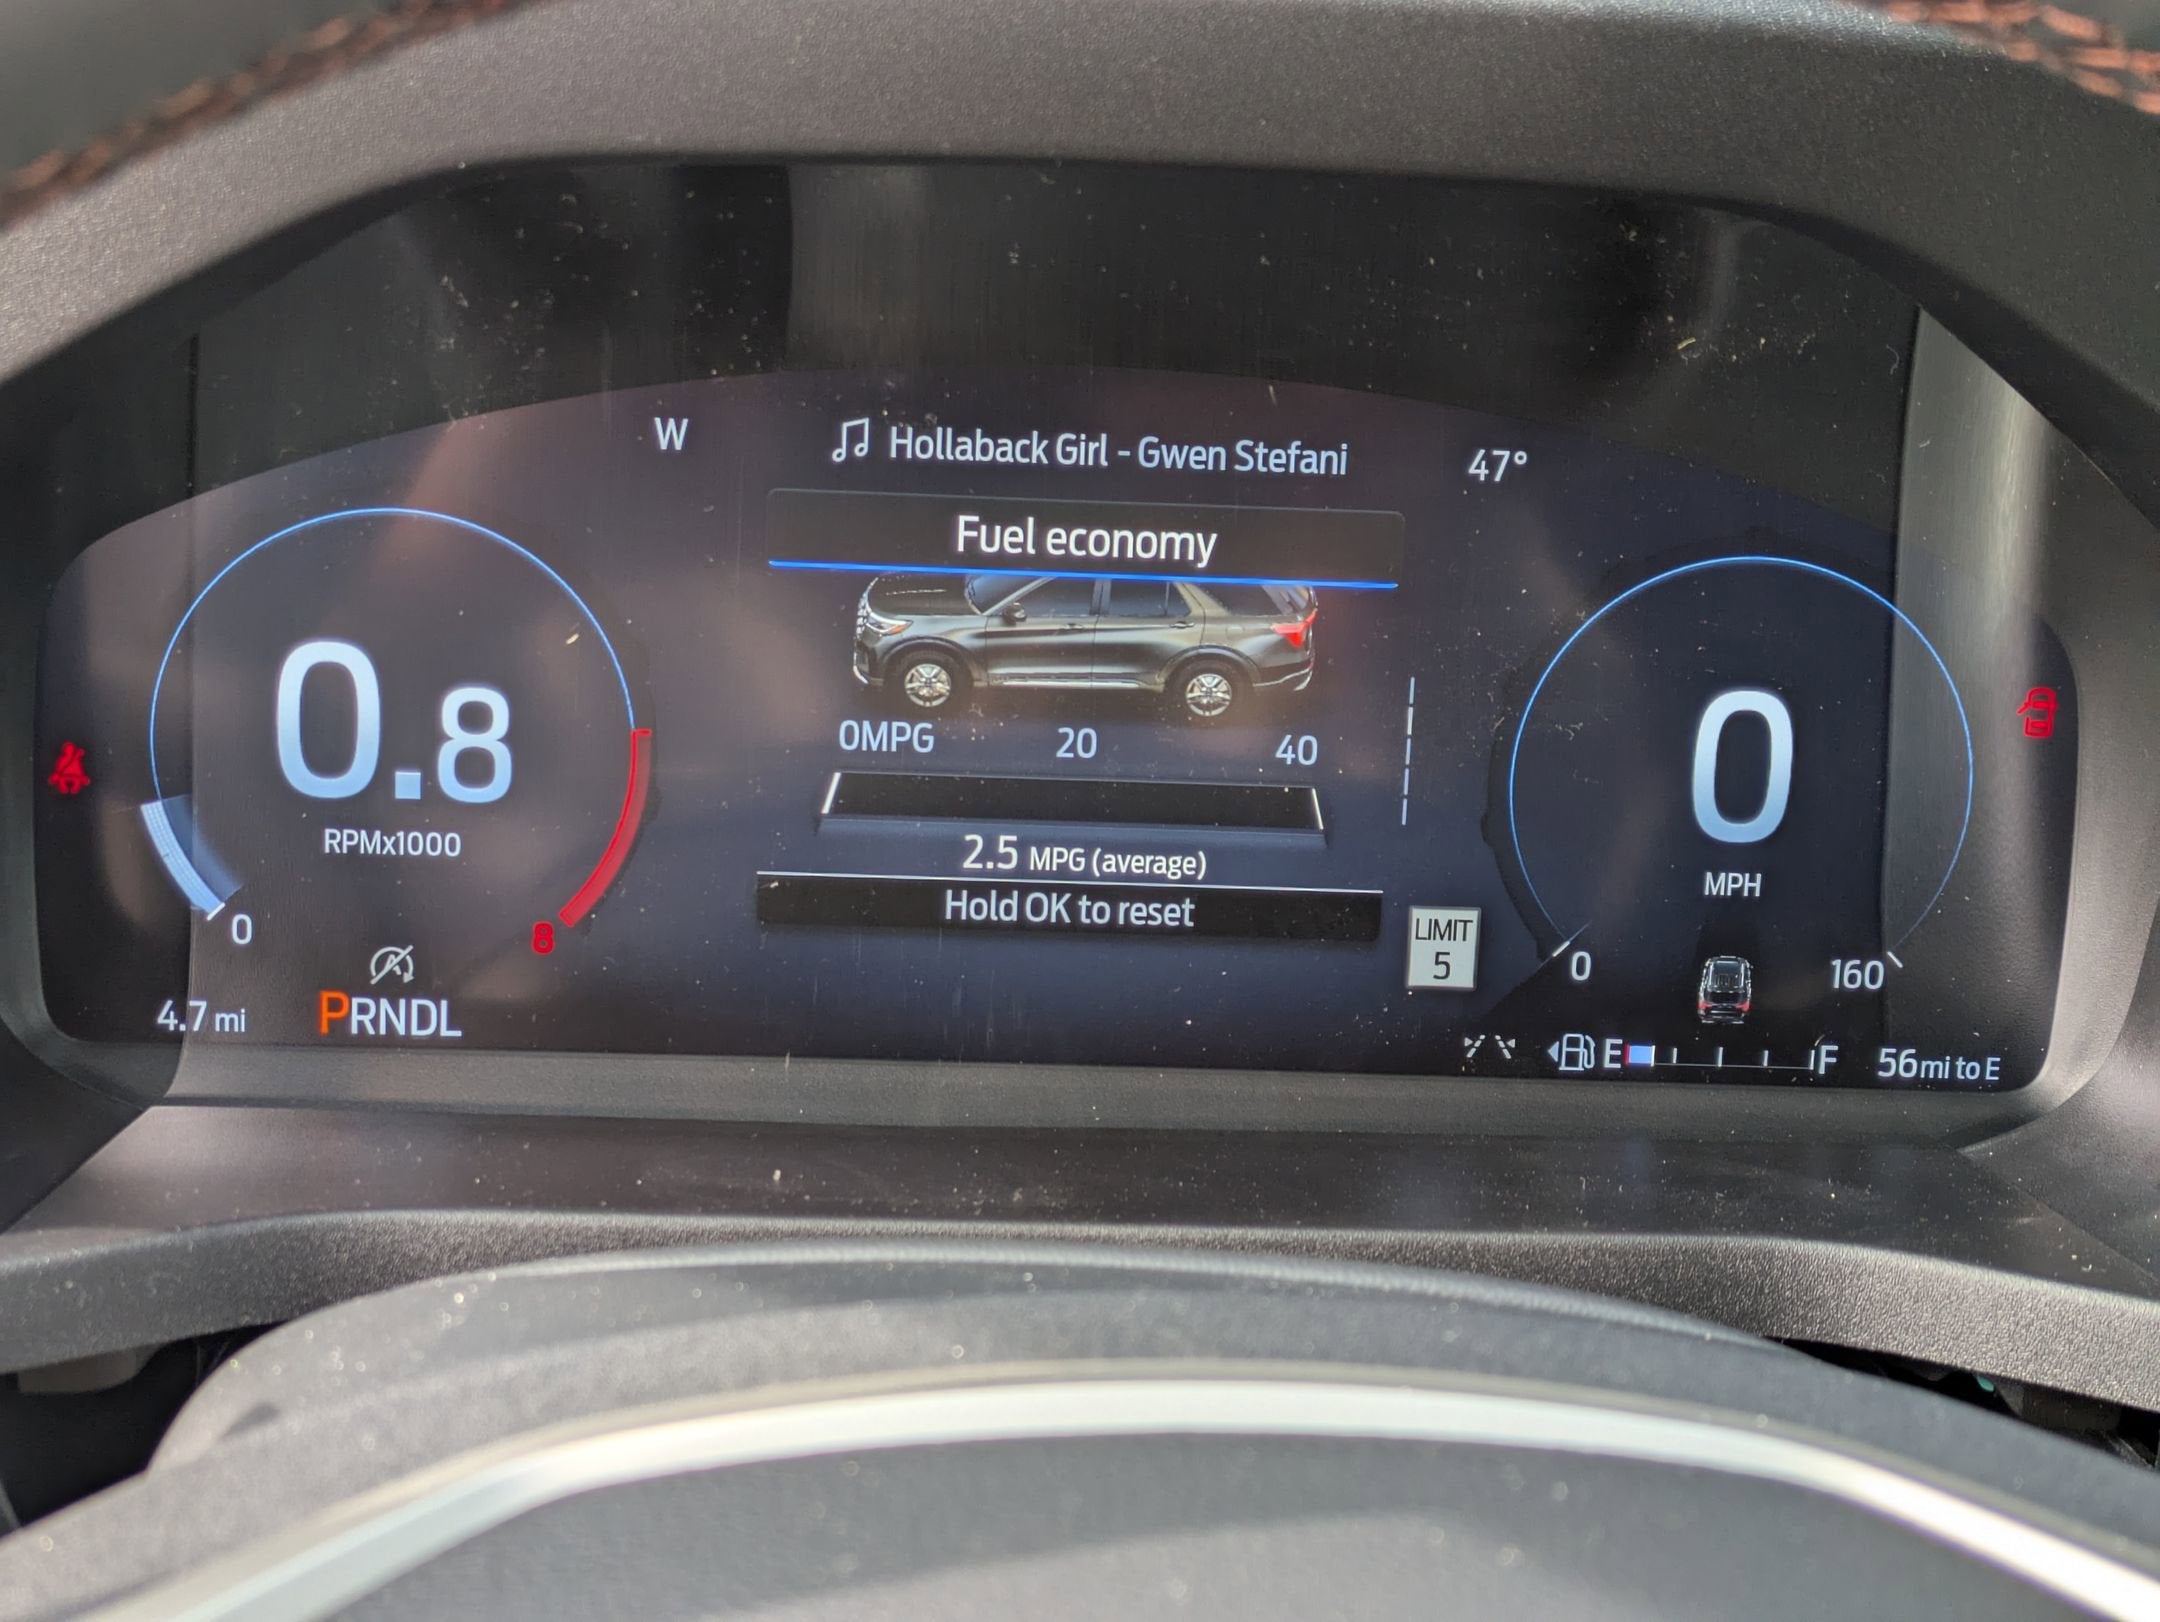 W
Hollaback Girl - Gwen Stefani
47°
Fuel economy
0.8
RPMx1000
0
8
0MPG 20 40
2.5 MPG (average)
Hold OK to reset
LIMIT
5
0
MPH
0 160
4.7 mi
PRNDL
E F 56mi to E